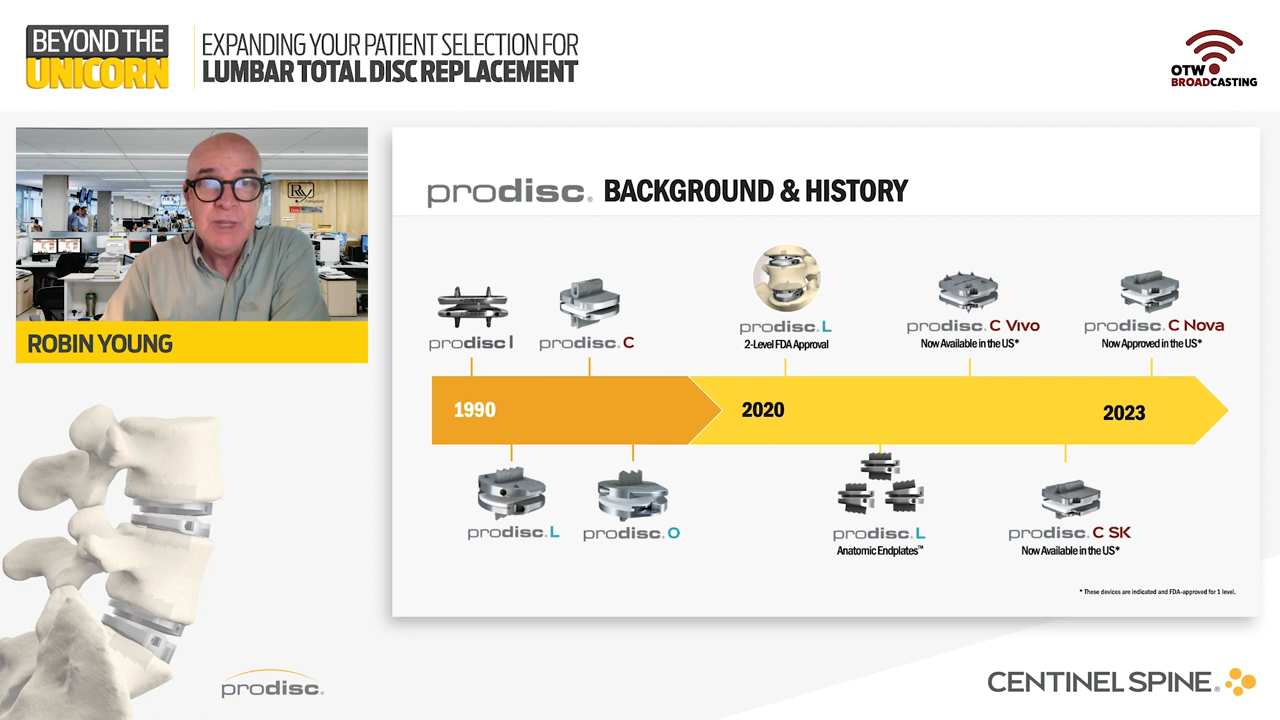 BEYOND THE
UNICORN
EXPANDING YOUR PATIENT SELECTION FOR
LUMBAR TOTAL DISC REPLACEMENT
OTW
BROADCASTING
ROBIN YOUNG
prodisc® BACKGROUND & HISTORY
prodisc I
prodisc® C
prodisc® L
2-Level FDA Approval
prodisc® C Vivo
Now Available in the US*
prodisc® C Nova
Now Approved in the US*
1990
2020
2023
prodisc® L
prodisc® O
prodisc® L
Anatomic Endplates™
prodisc® C SK
Now Available in the US*
* These devices are indicated and FDA-approved for 1 level.
prodisc®
CENTINEL SPINE®